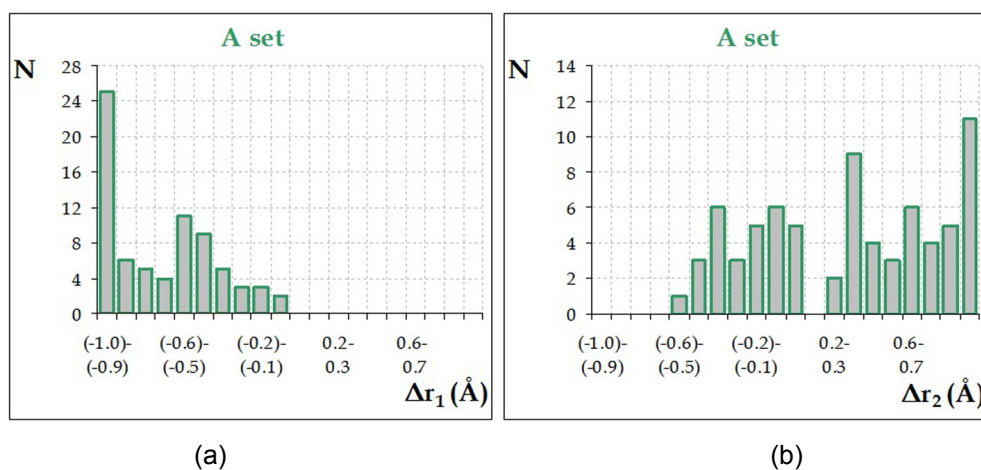 A set
N
28
24
20
16
12
8
4
0
(-1.0)- (-0.6)- (-0.2)- 0.2- 0.6-
(-0.9) (-0.5) (-0.1) 0.3 0.7
Δr₁ (Å)
(a)
A set
N
14
12
10
8
6
4
2
0
(-1.0)- (-0.6)- (-0.2)- 0.2- 0.6-
(-0.9) (-0.5) (-0.1) 0.3 0.7
Δr₂ (Å)
(b)